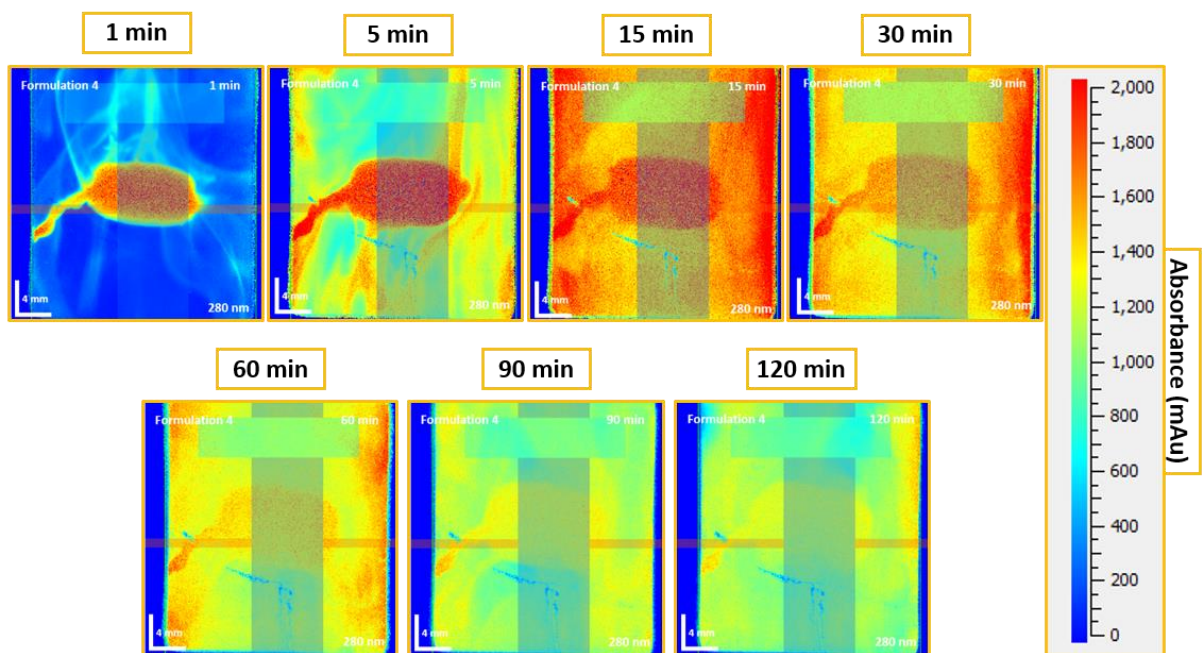 1 min
5 min
15 min
30 min
Formulation 4
1 min
Formulation 4
5 min
Formulation 4
15 min
Formulation 4
30 min
4 mm
280 nm
4 mm
280 nm
4 mm
280 nm
4 mm
280 nm
2,000
1,800
1,600
1,400
1,200
1,000
800
600
400
200
0
Absorbance (mAu)
60 min
90 min
120 min
Formulation 4
60 min
Formulation 4
90 min
Formulation 4
120 min
4 mm
280 nm
4 mm
280 nm
4 mm
280 nm